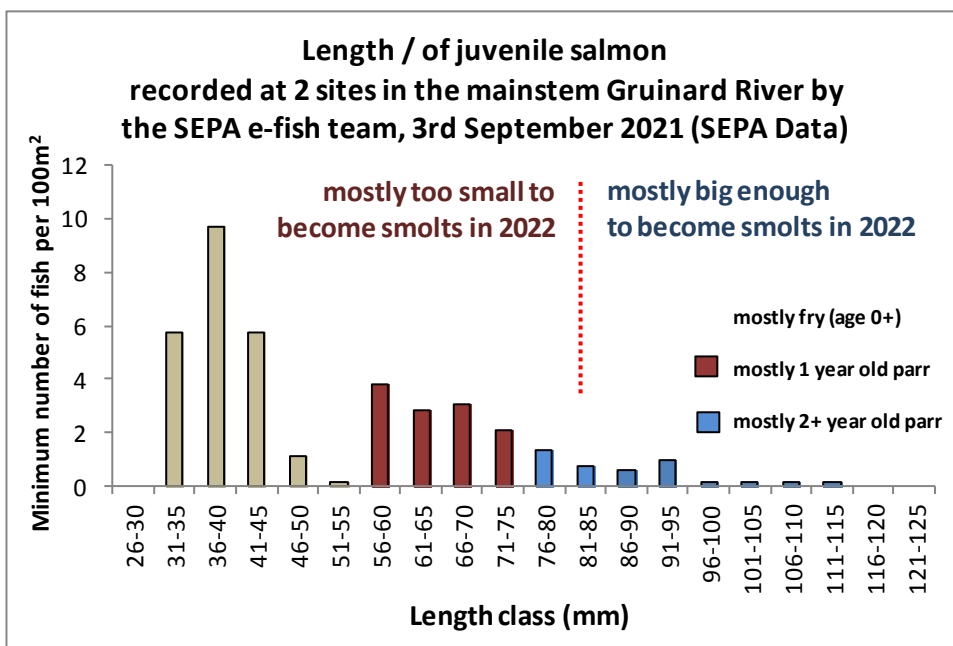 Length / of juvenile salmon
recorded at 2 sites in the mainstem Gruinard River by
the SEPA e-fish team, 3rd September 2021 (SEPA Data)
Minimum number of fish per 100m²
12
10
8
6
4
2
0
mostly too small to
become smolts in 2022
mostly big enough
to become smolts in 2022
mostly fry (age 0+)
mostly 1 year old parr
mostly 2+ year old parr
26-30
31-35
36-40
41-45
46-50
51-55
56-60
61-65
66-70
71-75
76-80
81-85
86-90
91-95
96-100
101-105
106-110
111-115
116-120
121-125
Length class (mm)